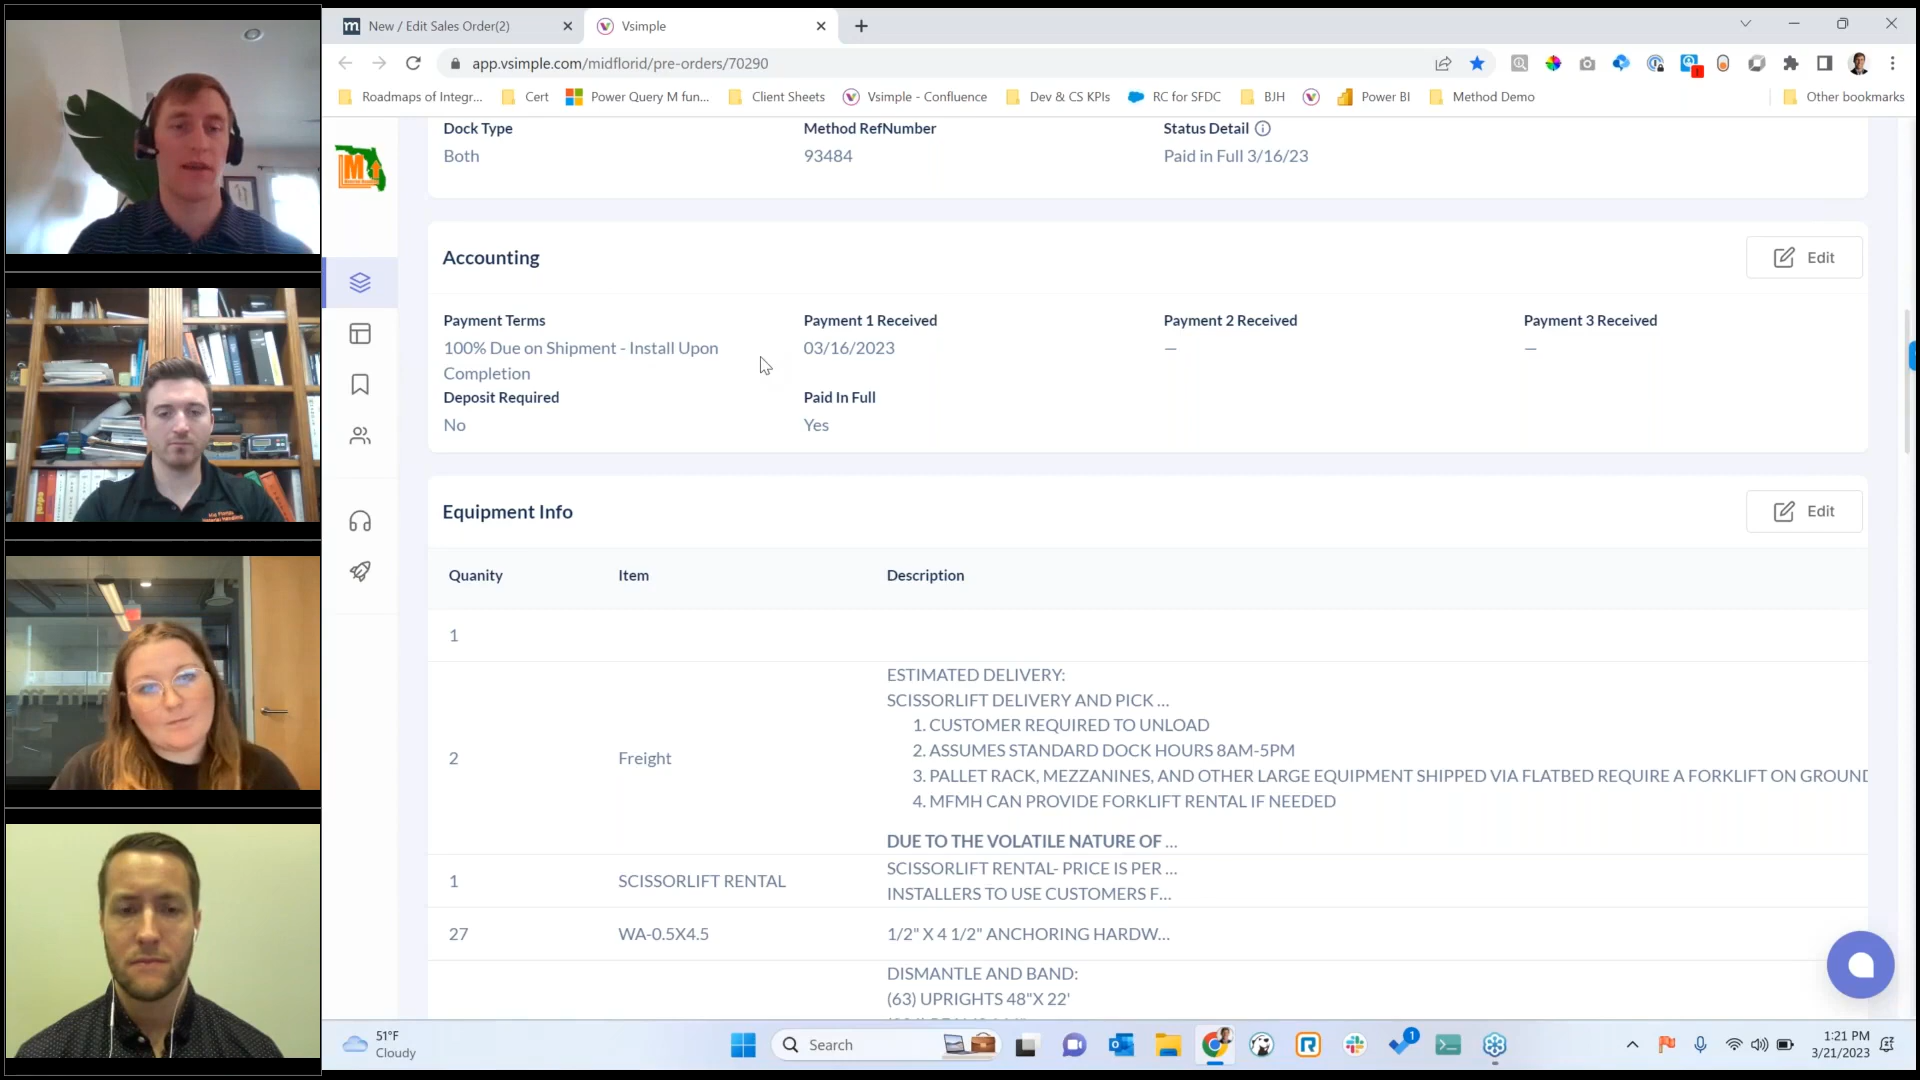 New / Edit Sales Order(2)
Vsimple
app.vsimple.com/midflorid/pre-orders/70290
Roadmaps of Integr...
Cert
Power Query M fun...
Client Sheets
Vsimple - Confluence
Dev & CS KPIs
RC for SFDC
BJH
Power BI
Method Demo
Other bookmarks
Dock Type
Method RefNumber
Status Detail
Both
93484
Paid in Full 3/16/23
Accounting
Edit
Payment Terms
Payment 1 Received
Payment 2 Received
Payment 3 Received
100% Due on Shipment - Install Upon
Completion
03/16/2023
—
—
Deposit Required
Paid In Full
No
Yes
Equipment Info
Edit
Quanity
Item
Description
1
2
Freight
ESTIMATED DELIVERY:
SCISSORLIFT DELIVERY AND PICK ...
1. CUSTOMER REQUIRED TO UNLOAD
2. ASSUMES STANDARD DOCK HOURS 8AM-5PM
3. PALLET RACK, MEZZANINES, AND OTHER LARGE EQUIPMENT SHIPPED VIA FLATBED REQUIRE A FORKLIFT ON GROUND
4. MFMH CAN PROVIDE FORKLIFT RENTAL IF NEEDED
DUE TO THE VOLATILE NATURE OF ...
1
SCISSORLIFT RENTAL
SCISSORLIFT RENTAL- PRICE IS PER ...
INSTALLERS TO USE CUSTOMERS F...
27
WA-0.5X4.5
1/2" X 4 1/2" ANCHORING HARDW...
DISMANTLE AND BAND:
(63) UPRIGHTS 48"X 22'
51°F
Cloudy
Search
1
1:21 PM
3/21/2023